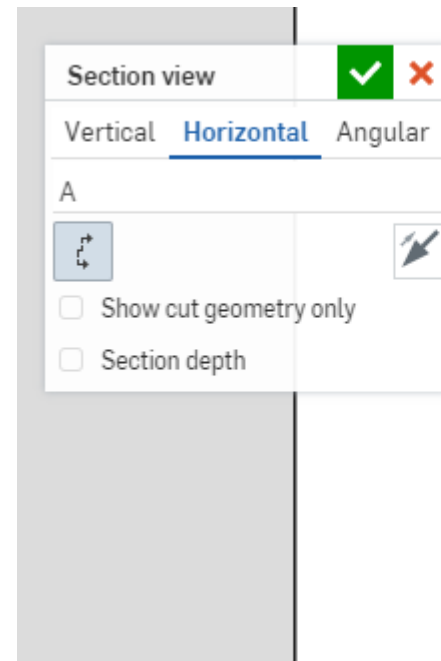 Section view
Vertical Horizontal Angular
A
Show cut geometry only
Section depth